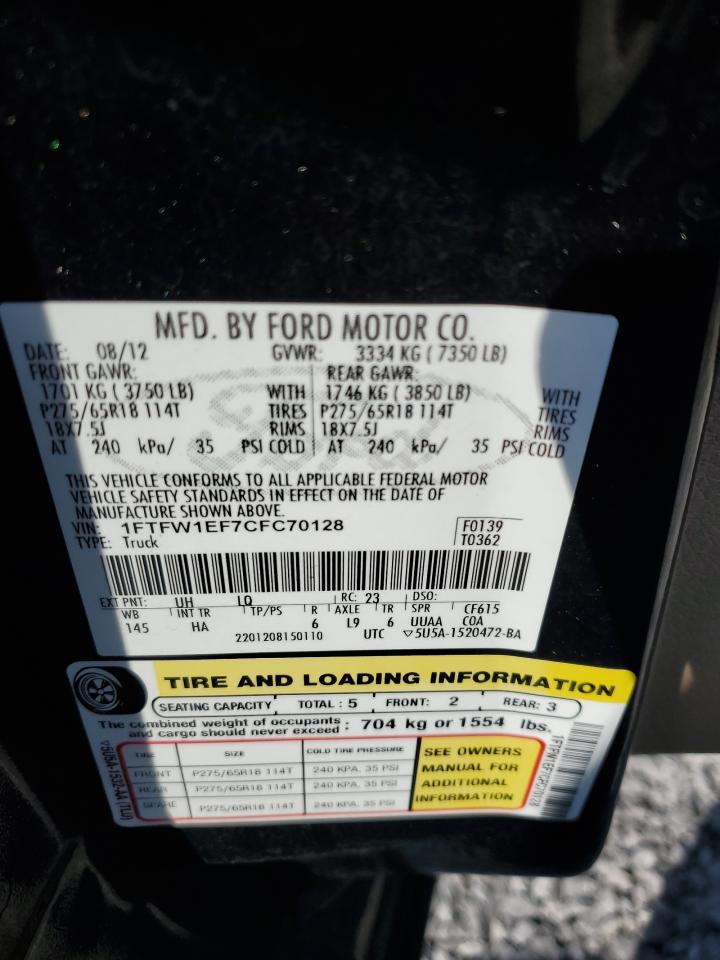 MFD. BY FORD MOTOR CO.
DATE: 08/12 GVWR: 3334 KG ( 7350 LB)
FRONT GAWR: REAR GAWR:
1701 KG ( 3750 LB) WITH 1746 KG ( 3850 LB) WITH
P275/65R18 114T TIRES P275/65R18 114T TIRES
18X7.5J RIMS 18X7.5J RIMS
AT 240 kPa/ 35 PSI COLD AT 240 kPa/ 35 PSI COLD
THIS VEHICLE CONFORMS TO ALL APPLICABLE FEDERAL MOTOR
VEHICLE SAFETY STANDARDS IN EFFECT ON THE DATE OF
MANUFACTURE SHOWN ABOVE.
VIN: 1FTFW1EF7CFC70128 F0139
TYPE: Truck T0362
EXT PNT: UH LQ RC: 23 DSO:
WB INT TR TP/PS R AXLE TR SPR CF615
145 HA 6 L9 6 UUAA COA
2201208150110 UTC ▽5U5A-1520472-BA
TIRE AND LOADING INFORMATION
SEATING CAPACITY TOTAL : 5 FRONT: 2 REAR: 3
The combined weight of occupants
and cargo should never exceed : 704 kg or 1554 lbs.
TIRE SIZE COLD TIRE PRESSURE
FRONT P275/65R18 114T 240 KPA, 35 PSI
REAR P275/65R18 114T 240 KPA, 35 PSI
SPARE P275/65R18 114T 240 KPA, 35 PSI
SEE OWNERS
MANUAL FOR
ADDITIONAL
INFORMATION
▽5U5A-1532-AA (TLU)
1FTFW1EF7CFC70128